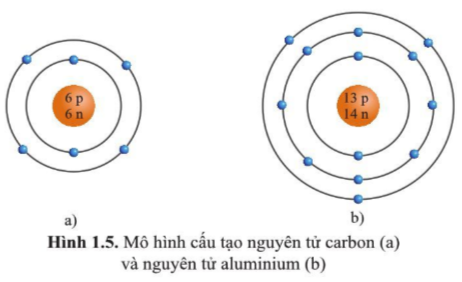 6 p
6 n
13 p
14 n
a)
b)
Hình 1.5. Mô hình cấu tạo nguyên tử carbon (a)
và nguyên tử aluminium (b)